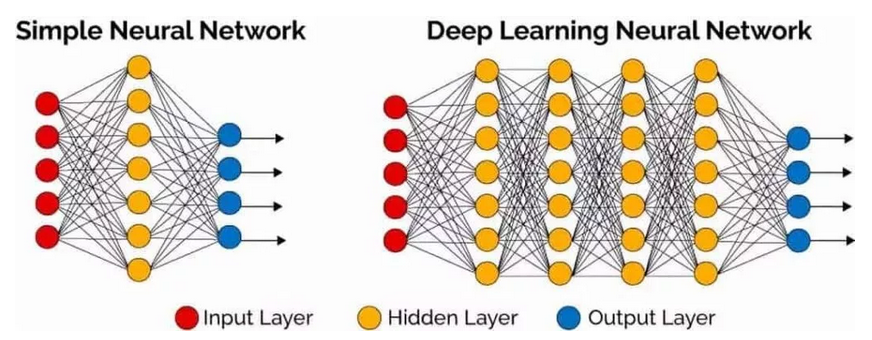 Simple Neural Network
Deep Learning Neural Network
Input Layer
Hidden Layer
Output Layer